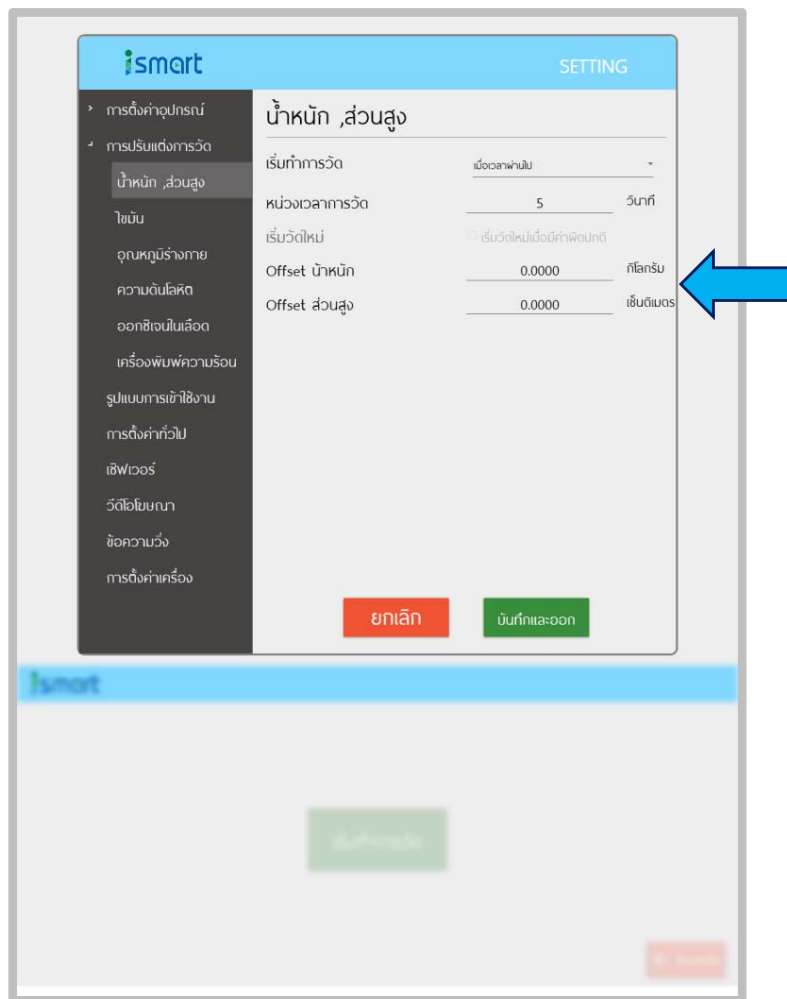 ismart
SETTING
การตั้งค่าอุปกรณ์
การปรับแต่งการวัด
น้ำหนัก ,ส่วนสูง
ไขมัน
อุณหภูมิร่างกาย
ความดันโลหิต
ออกซิเจนในเลือด
เครื่องพิมพ์ความร้อน
รูปแบบการเข้าใช้งาน
การตั้งค่าทั่วไป
เซิฟเวอร์
วีดีโอโฆษณา
ข้อความวิ่ง
การตั้งค่าเครื่อง
น้ำหนัก ,ส่วนสูง
เริ่มทำการวัด เมื่อเวลาผ่านไป
หน่วงเวลาการวัด 5 วินาที
เริ่มวัดใหม่ เริ่มวัดใหม่เมื่อมีค่าผิดปกติ
Offset น้ำหนัก 0.0000 กิโลกรัม
Offset ส่วนสูง 0.0000 เซ็นติเมตร
ยกเลิก บันทึกและออก
ismart